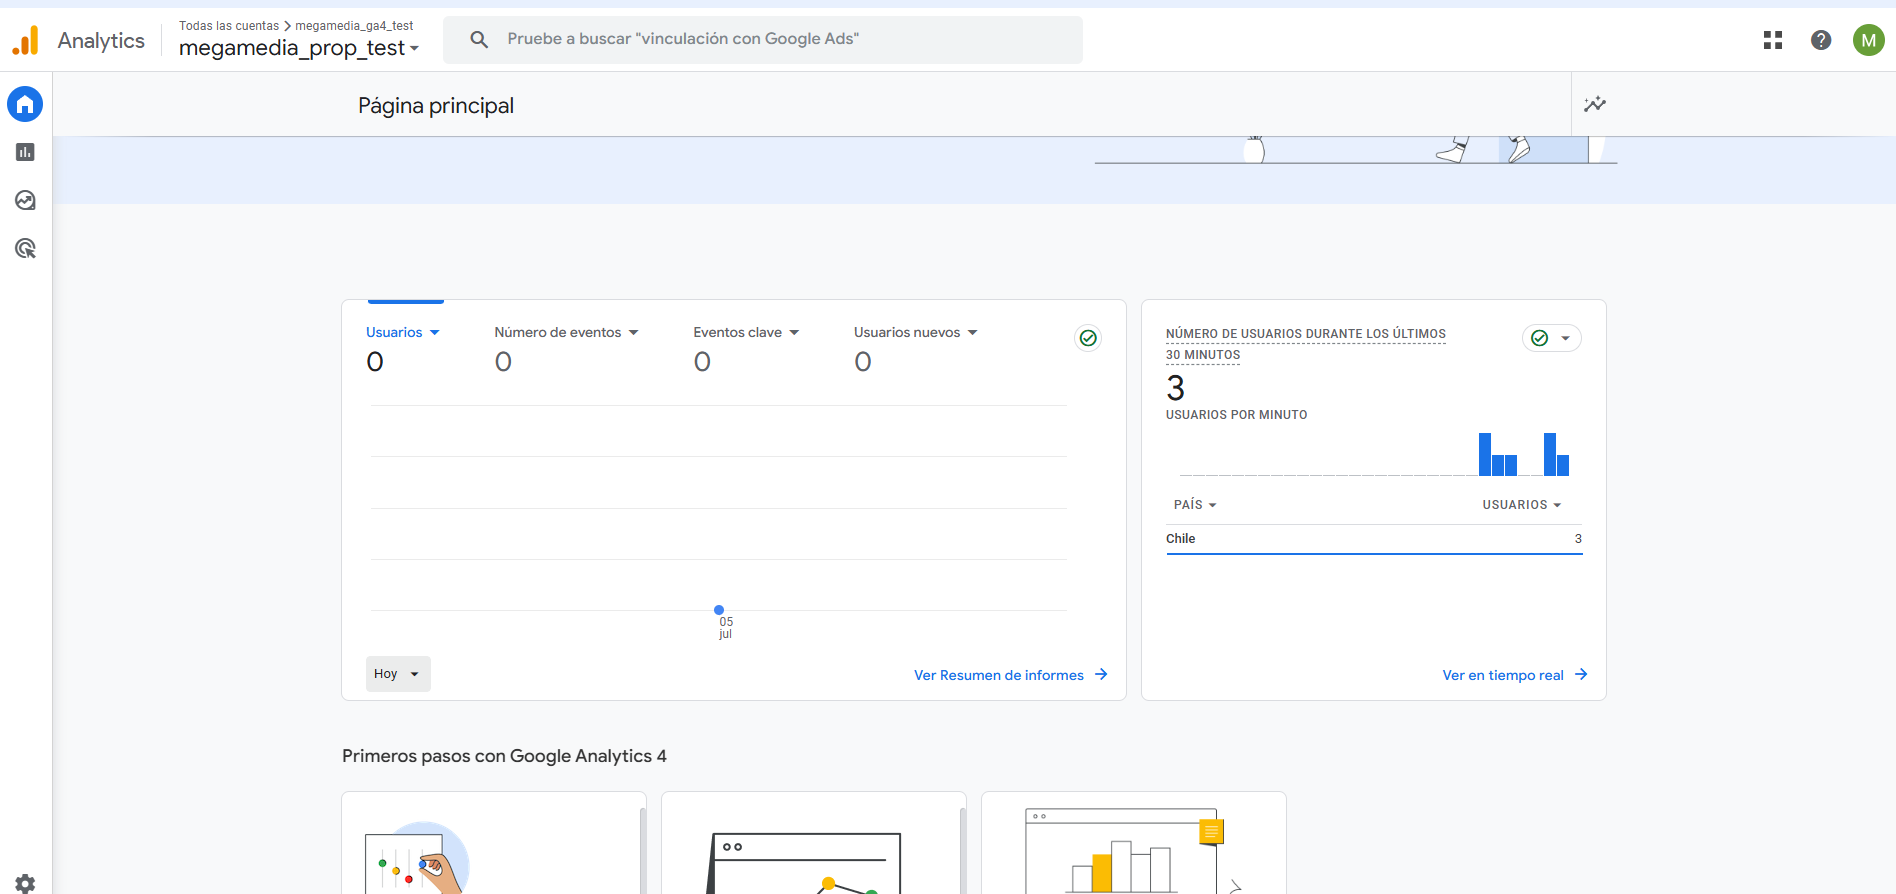 Analytics
Todas las cuentas > megamedia_ga4_test
megamedia_prop_test
Pruebe a buscar "vinculación con Google Ads"
M
Página principal
Usuarios
0
Número de eventos
0
Eventos clave
0
Usuarios nuevos
0
05
jul
Hoy
Ver Resumen de informes
NÚMERO DE USUARIOS DURANTE LOS ÚLTIMOS
30 MINUTOS
3
USUARIOS POR MINUTO
PAÍS USUARIOS
Chile 3
Ver en tiempo real
Primeros pasos con Google Analytics 4